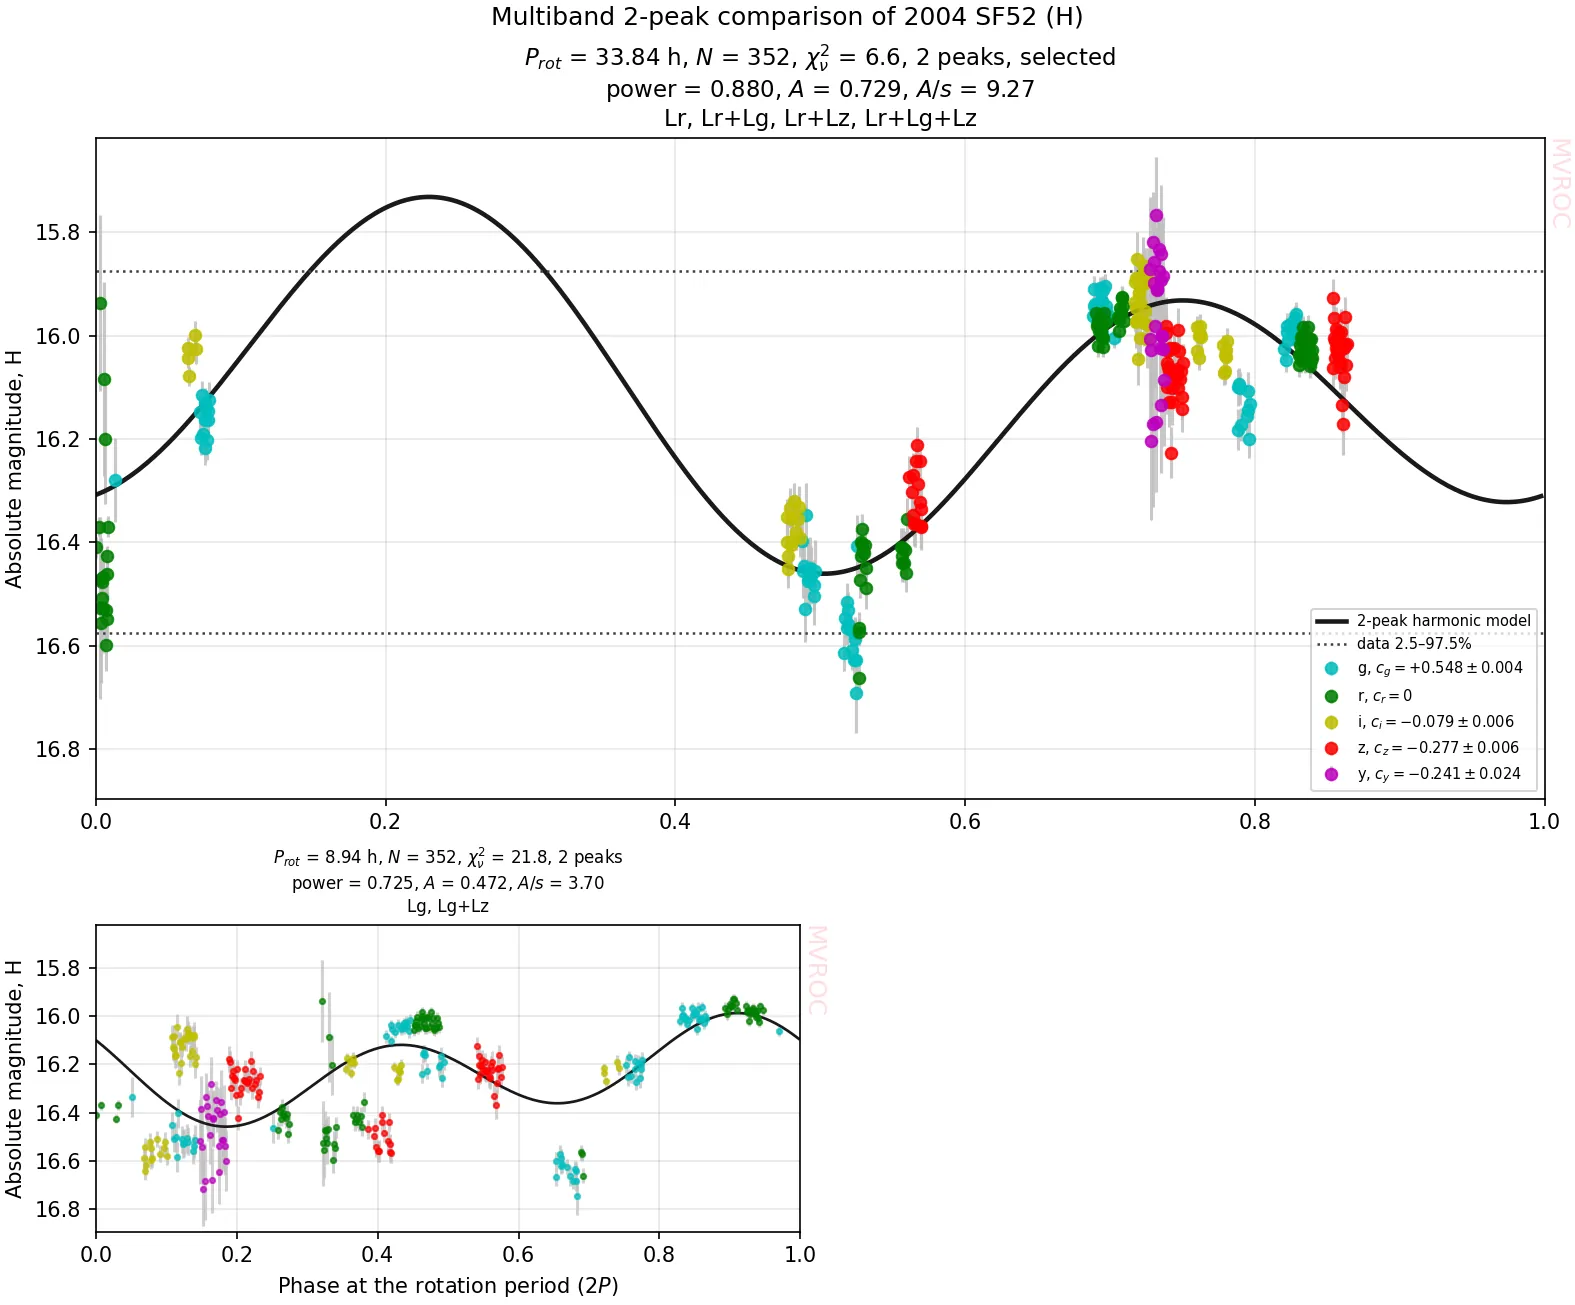 Multiband 2-peak comparison of 2004 SF52 (H)
P_rot = 33.84 h, N = 352, χ²_ν = 6.6, 2 peaks, selected
power = 0.880, A = 0.729, A/s = 9.27
Lr, Lr+Lg, Lr+Lz, Lr+Lg+Lz
MVROC
Absolute magnitude, H
15.8
16.0
16.2
16.4
16.6
16.8
2-peak harmonic model
data 2.5–97.5%
g, c_g = +0.548 ± 0.004
r, c_r = 0
i, c_i = −0.079 ± 0.006
z, c_z = −0.277 ± 0.006
y, c_y = −0.241 ± 0.024
0.0 0.2 0.4 0.6 0.8 1.0
P_rot = 8.94 h, N = 352, χ²_ν = 21.8, 2 peaks
power = 0.725, A = 0.472, A/s = 3.70
Lg, Lg+Lz
MVROC
Absolute magnitude, H
15.8
16.0
16.2
16.4
16.6
16.8
0.0 0.2 0.4 0.6 0.8 1.0
Phase at the rotation period (2P)